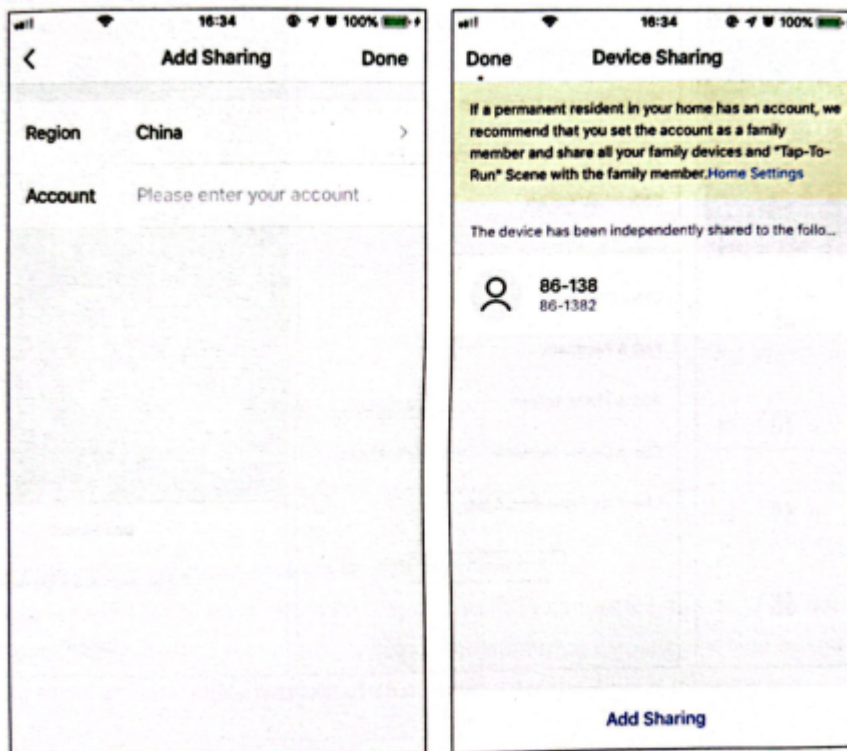 16:34
100%
Add Sharing
Done
Region
China
Account
Please enter your account
16:34
100%
Done
Device Sharing
If a permanent resident in your home has an account, we
recommend that you set the account as a family
member and share all your family devices and "Tap-To-
Run" Scene with the family member.Home Settings
The device has been independently shared to the follo...
86-138
86-1382
Add Sharing